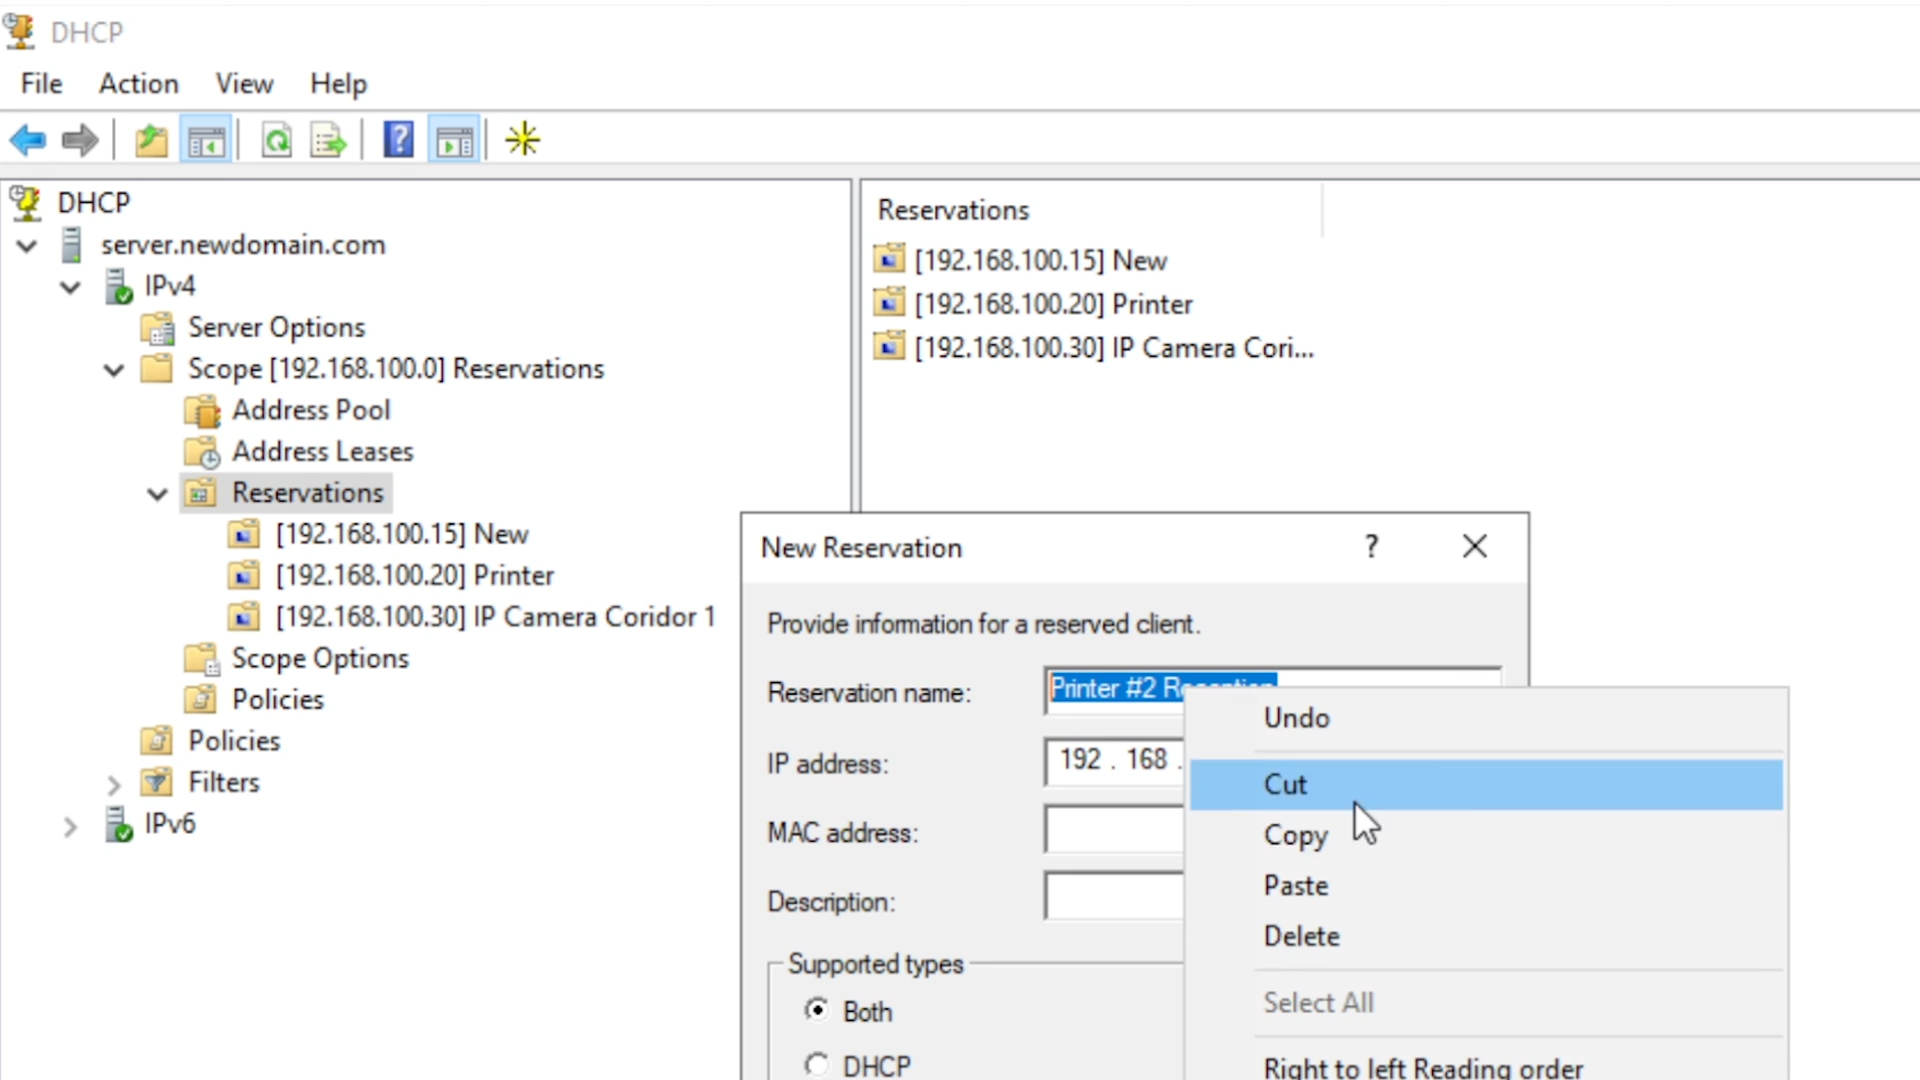 DHCP
File Action View Help
DHCP
server.newdomain.com
IPv4
Server Options
Scope [192.168.100.0] Reservations
Address Pool
Address Leases
Reservations
[192.168.100.15] New
[192.168.100.20] Printer
[192.168.100.30] IP Camera Coridor 1
Scope Options
Policies
Policies
Filters
IPv6
Reservations
[192.168.100.15] New
[192.168.100.20] Printer
[192.168.100.30] IP Camera Cori...
New Reservation
Provide information for a reserved client.
Reservation name: Printer #2 Reception
IP address: 192 . 168 .
MAC address:
Description:
Supported types
Both
DHCP
Undo
Cut
Copy
Paste
Delete
Select All
Right to left Reading order